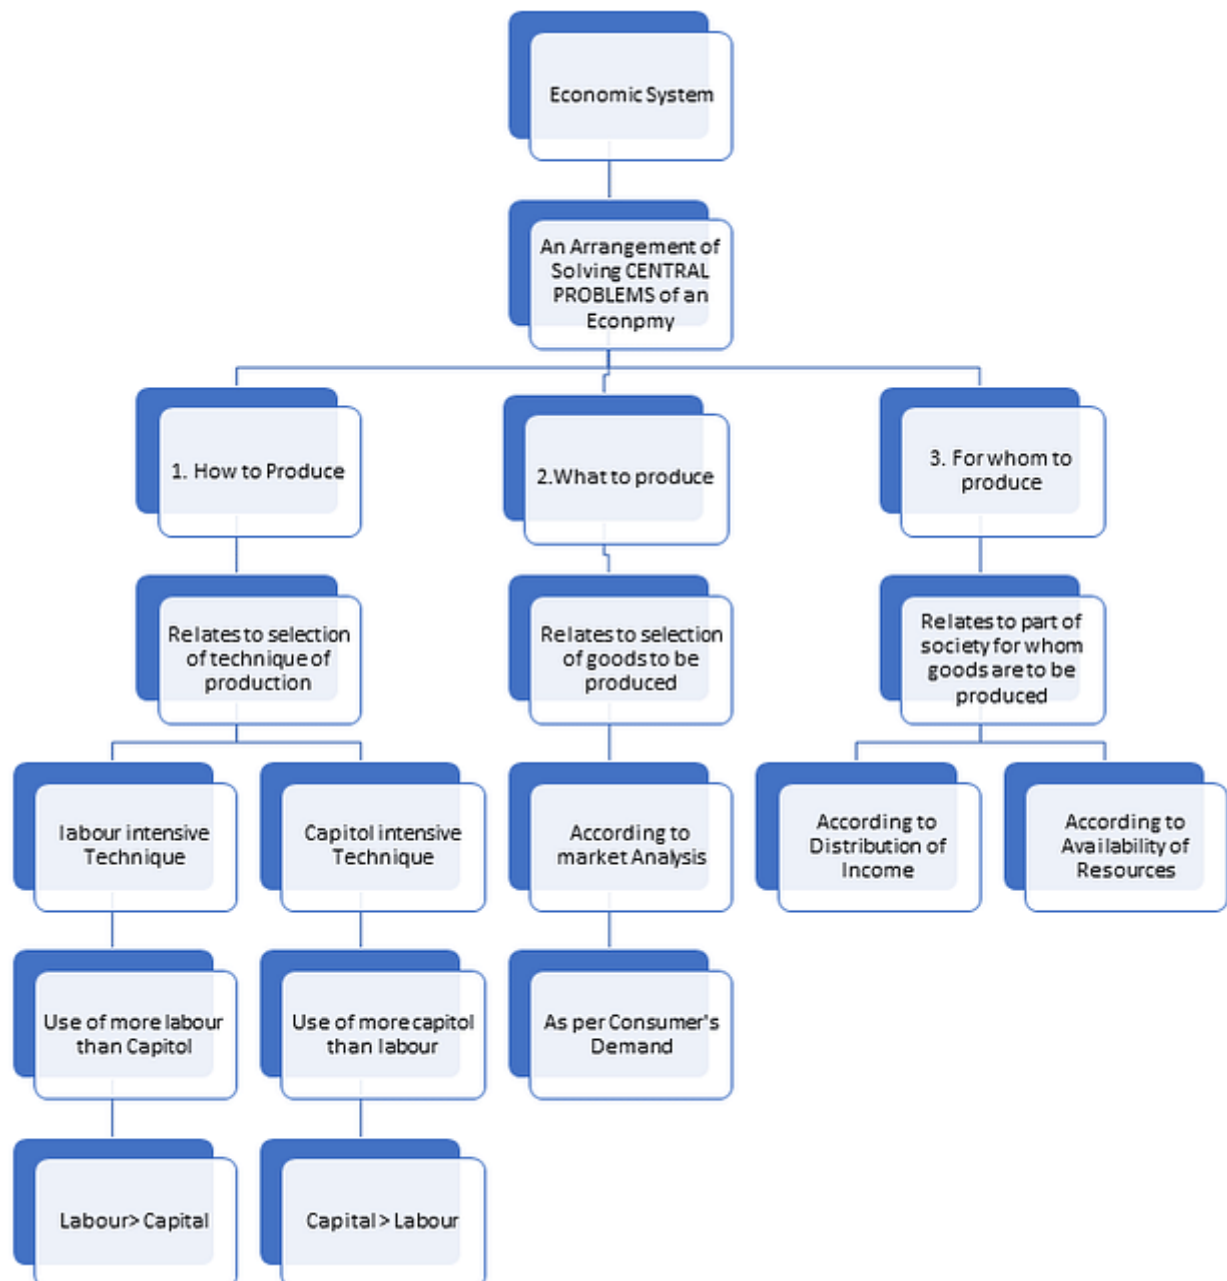 Economic System
An Arrangement of
Solving CENTRAL
PROBLEMS of an
Econpmy
1. How to Produce
2.What to produce
3. For whom to
produce
Relates to selection
of technique of
production
Relates to selection
of goods to be
produced
Relates to part of
society for whom
goods are to be
produced
labour intensive
Technique
Capitol intensive
Technique
According to
market Analysis
According to
Distribution of
Income
According to
Availability of
Resources
Use of more labour
than Capitol
Use of more capitol
than labour
As per Consumer's
Demand
Labour> Capital
Capital > Labour